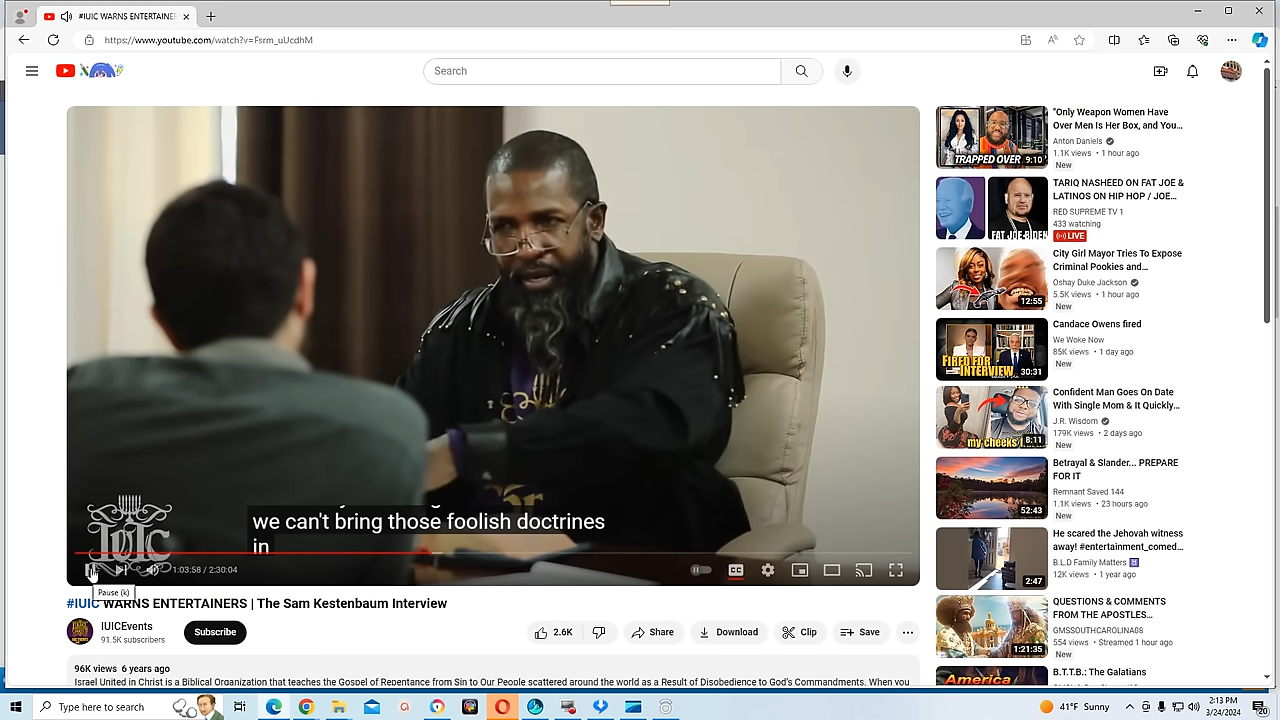 #IUIC WARNS ENTERTAINER
https://www.youtube.com/watch?v=Fsrm_uUcdhM
Search
IUIC
we can't bring those foolish doctrines
in
1:03:58 / 2:30:04
CC
Pause (k)
#IUIC WARNS ENTERTAINERS | The Sam Kestenbaum Interview
IUICEvents
91.5K subscribers
Subscribe
2.6K
Share
Download
Clip
Save
96K views 6 years ago
Israel United in Christ is a Biblical Organization that teaches the Gospel of Repentance from Sin to Our People scattered around the world as a Result of Disobedience to God's Commandments. When you
TRAPPED OVER
9:10
"Only Weapon Women Have
Over Men Is Her Box, and You...
Anton Daniels
1.1K views • 1 hour ago
New
FAT JOE BIDEN
TARIQ NASHEED ON FAT JOE &
LATINOS ON HIP HOP / JOE...
RED SUPREME TV 1
433 watching
LIVE
12:55
City Girl Mayor Tries To Expose
Criminal Pookies and...
Oshay Duke Jackson
5.5K views • 1 hour ago
New
FIRED FOR
INTERVIEW
30:31
Candace Owens fired
We Woke Now
85K views • 1 day ago
New
my cheeks
8:11
Confident Man Goes On Date
With Single Mom & It Quickly...
J.R. Wisdom
179K views • 2 days ago
New
52:43
Betrayal & Slander... PREPARE
FOR IT
Remnant Saved 144
1.1K views • 23 hours ago
New
2:47
He scared the Jehovah witness
away! #entertainment_comed...
B.L.D Family Matters
12K views • 1 year ago
1:21:35
QUESTIONS & COMMENTS
FROM THE APOSTLES...
GMSSOUTHCAROLINA08
554 views • Streamed 1 hour ago
New
America
B.T.T.B.: The Galatians
Type here to search
41°F Sunny
2:13 PM
3/24/2024
20